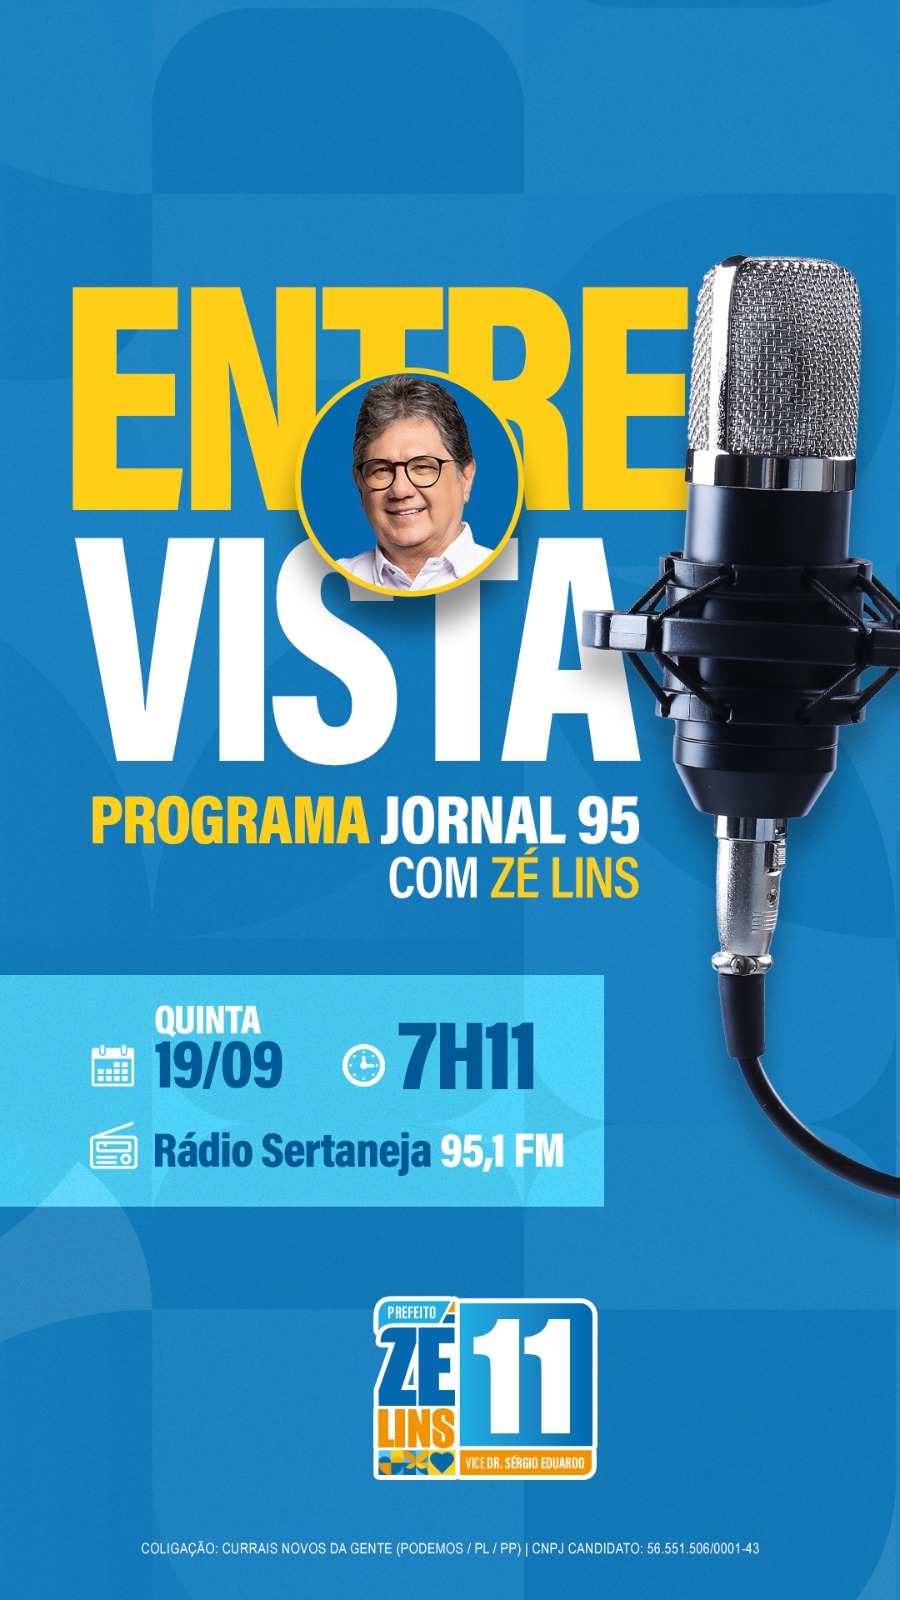 ENTRE
VISTA
PROGRAMA JORNAL 95
COM ZÉ LINS
QUINTA
19/09
7H11
Rádio Sertaneja 95,1 FM
PREFEITO
ZÉ
LINS
11
VICE DR. SÉRGIO EDUARDO
COLIGAÇÃO: CURRAIS NOVOS DA GENTE (PODEMOS / PL / PP) | CNPJ CANDIDATO: 56.551.506/0001-43